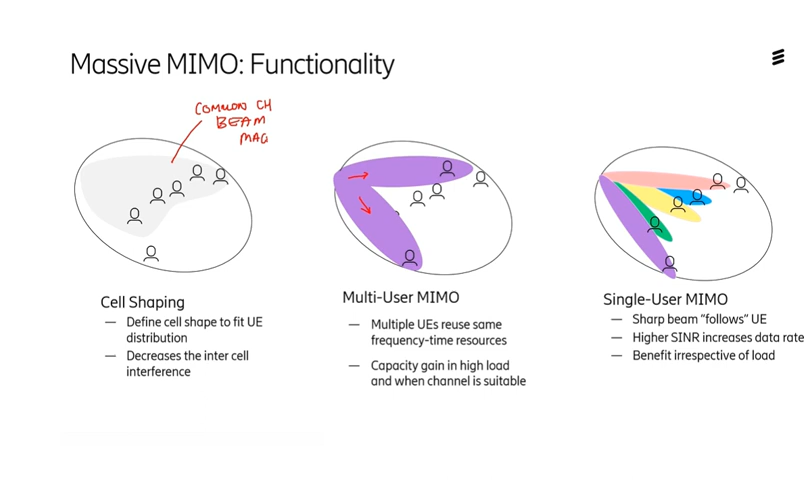 Massive MIMO: Functionality
COMMON CH
BEAM
MAG
Cell Shaping
— Define cell shape to fit UE
distribution
— Decreases the inter cell
interference
Multi-User MIMO
— Multiple UEs reuse same
frequency-time resources
— Capacity gain in high load
and when channel is suitable
Single-User MIMO
— Sharp beam “follows” UE
— Higher SINR increases data rate
— Benefit irrespective of load